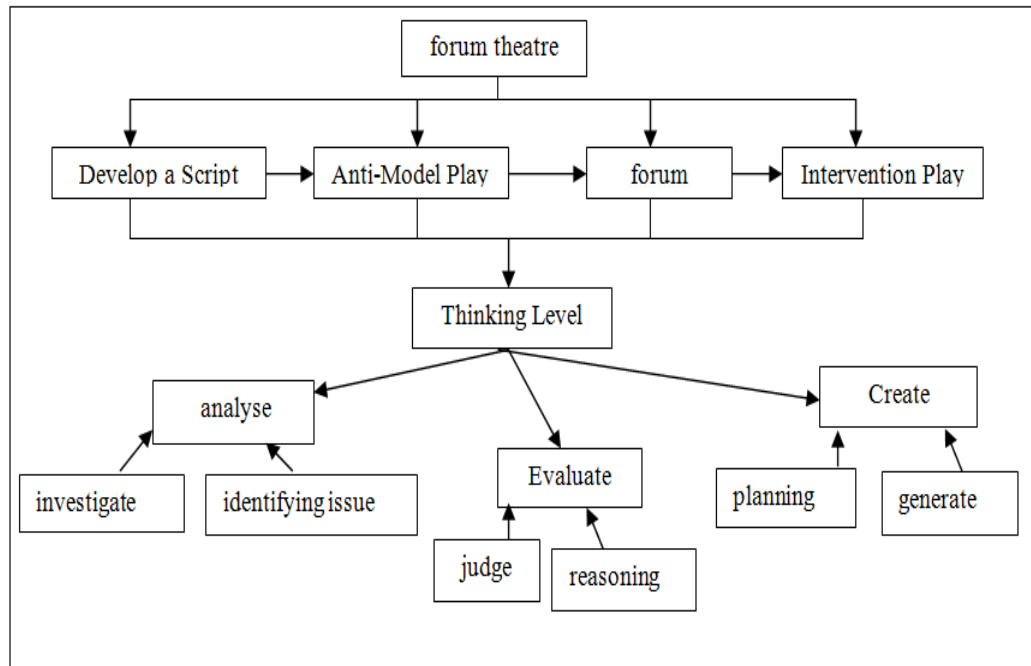 forum theatre
Develop a Script
Anti-Model Play
forum
Intervention Play
Thinking Level
analyse
Create
Evaluate
investigate
identifying issue
planning
generate
judge
reasoning